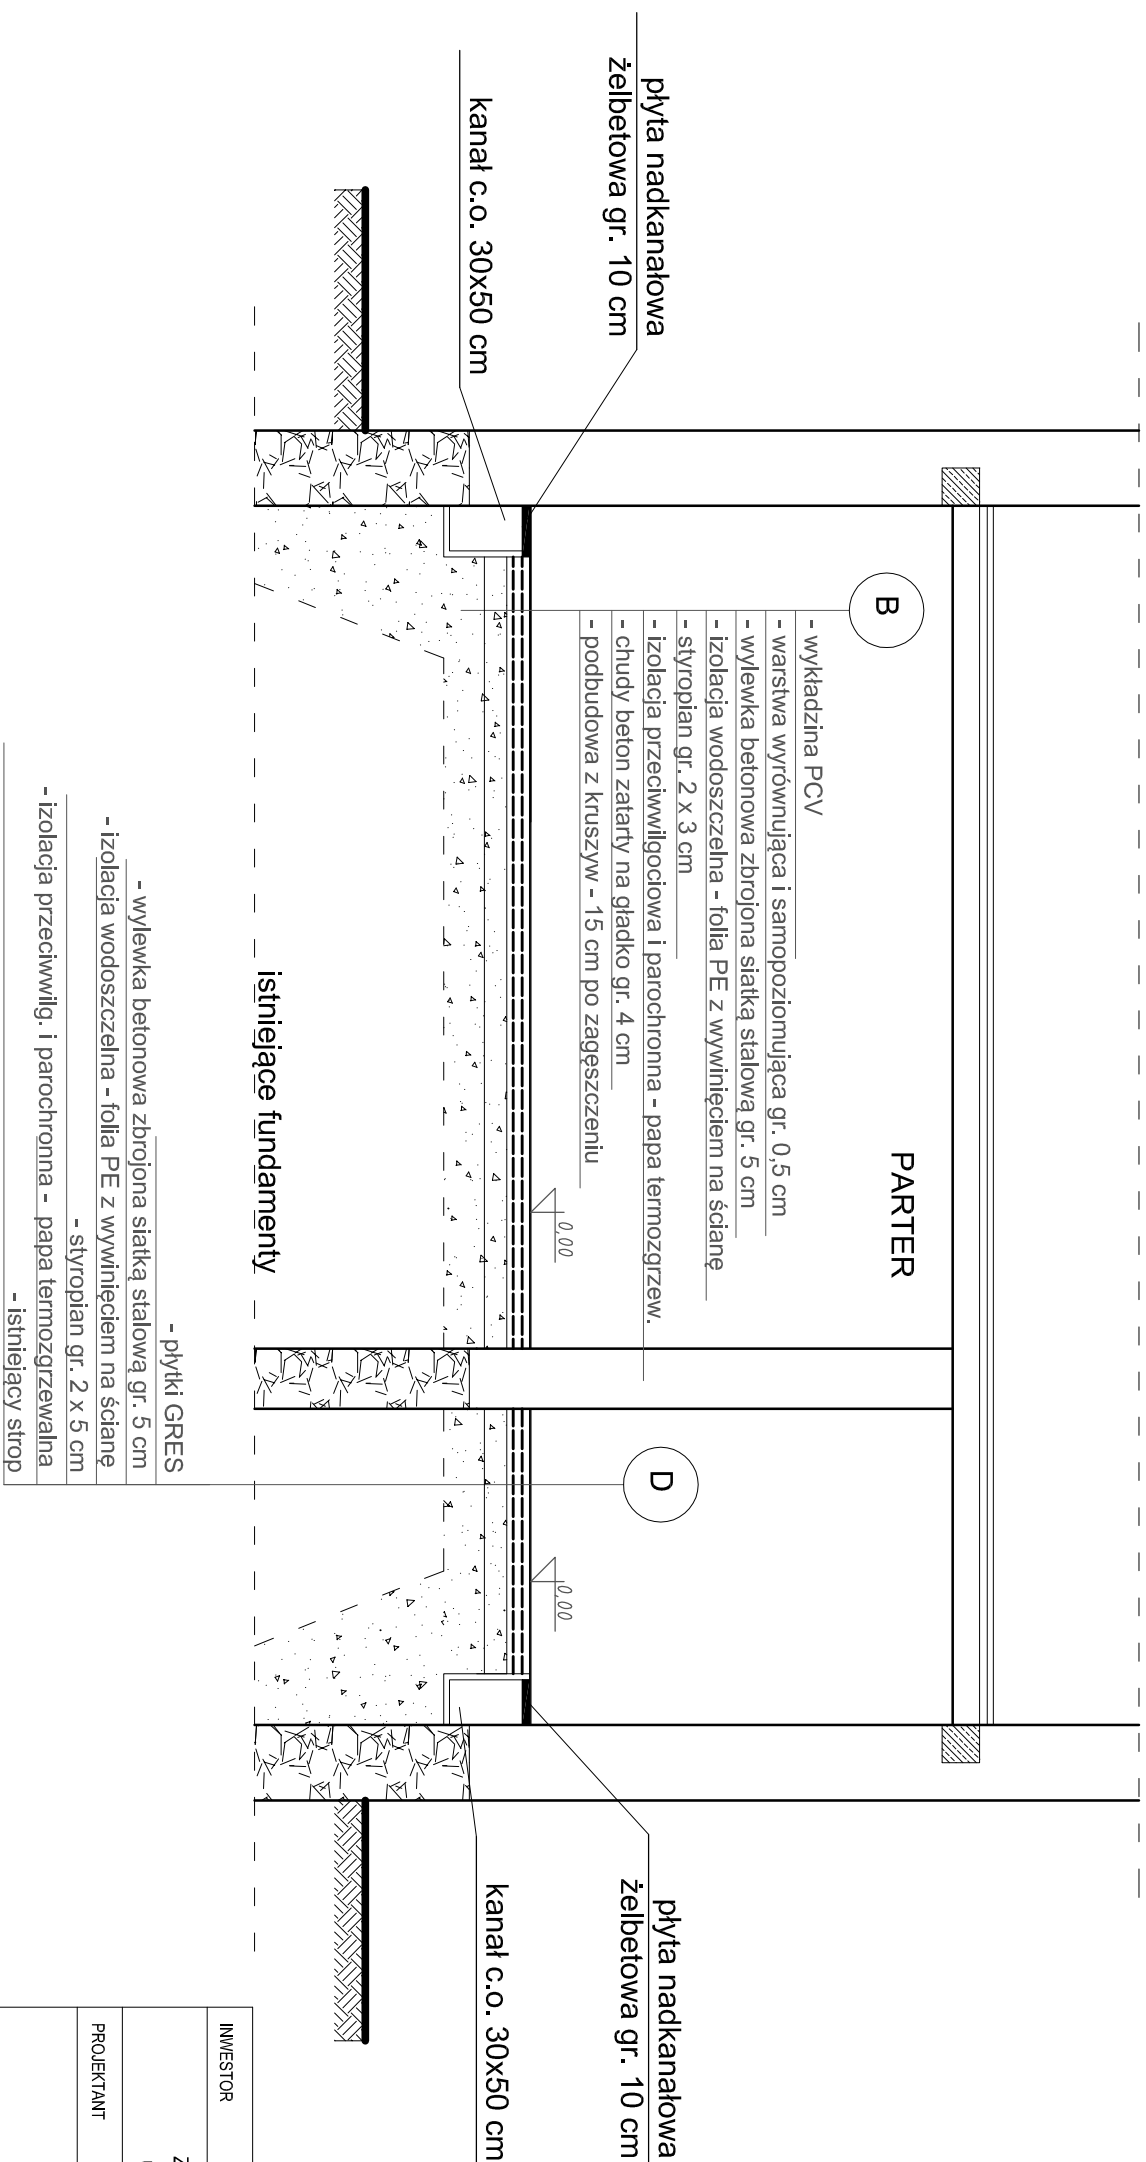 PARTER
B
- wykładzina PCV
- warstwa wyrównująca i samopoziomująca gr. 0,5 cm
- wylewka betonowa zbrojona siatką stalową gr. 5 cm
- izolacja wodoszczelna - folia PE z wywinięciem na ścianę
- styropian gr. 2 x 3 cm
- izolacja przeciwwilgociowa i parochronna - papa termozgrzew.
- chudy beton zatarty na gładko gr. 4 cm
- podbudowa z kruszyw - 15 cm po zagęszczeniu
płyta nadkanałowa
żelbetowa gr. 10 cm
kanał c.o. 30x50 cm
0,00
D
0,00
płyta nadkanałowa
żelbetowa gr. 10 cm
kanał c.o. 30x50 cm
istniejące fundamenty
- płytki GRES
- wylewka betonowa zbrojona siatką stalową gr. 5 cm
- izolacja wodoszczelna - folia PE z wywinięciem na ścianę
- styropian gr. 2 x 5 cm
- izolacja przeciwwilg. i parochronna - papa termozgrzewalna
- istniejący strop
INWESTOR
PROJEKTANT